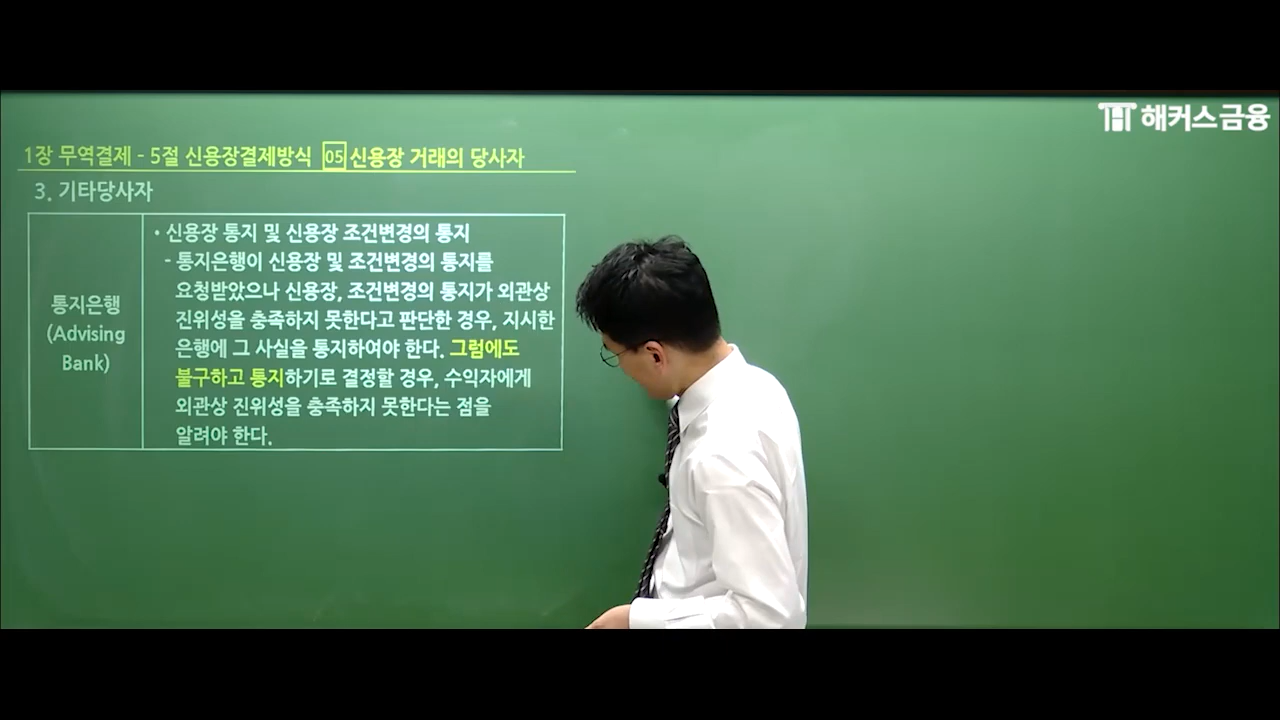 해커스금융
1장 무역결제 - 5절 신용장결제방식 05 신용장 거래의 당사자
3. 기타당사자
통지은행
(Advising
Bank)
• 신용장 통지 및 신용장 조건변경의 통지
- 통지은행이 신용장 및 조건변경의 통지를
요청받았으나 신용장, 조건변경의 통지가 외관상
진위성을 충족하지 못한다고 판단한 경우, 지시한
은행에 그 사실을 통지하여야 한다. 그럼에도
불구하고 통지하기로 결정할 경우, 수익자에게
외관상 진위성을 충족하지 못한다는 점을
알려야 한다.